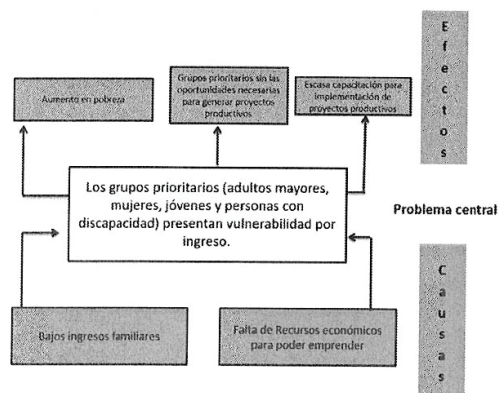 Aumento en pobreza
Grupos prioritarios sin las
oportunidades necesarias
para generar proyectos
productivos
Escasa capacitación para
implementación de
proyectos productivos
E
f
e
c
t
o
s
Los grupos prioritarios (adultos mayores,
mujeres, jóvenes y personas con
discapacidad) presentan vulnerabilidad por
ingreso.
Problema central
Bajos ingresos familiares
Falta de Recursos económicos
para poder emprender
C
a
u
s
a
s